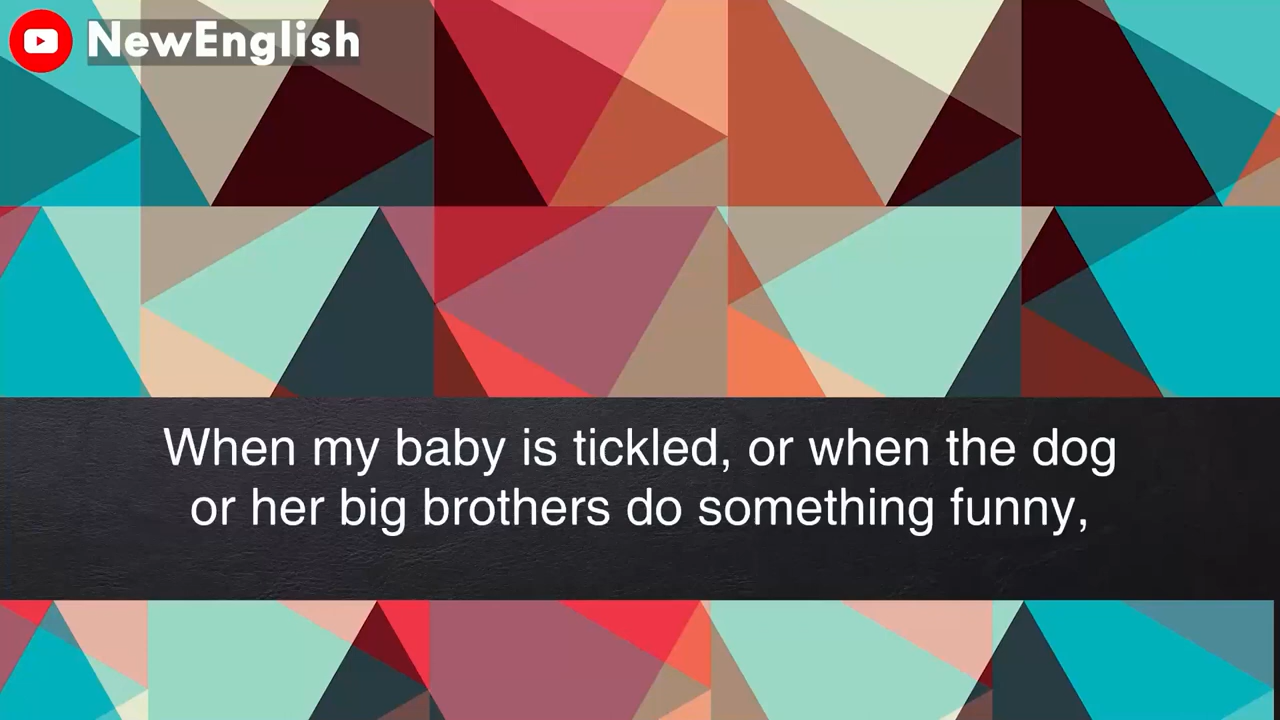 NewEnglish
When my baby is tickled, or when the dog
or her big brothers do something funny,